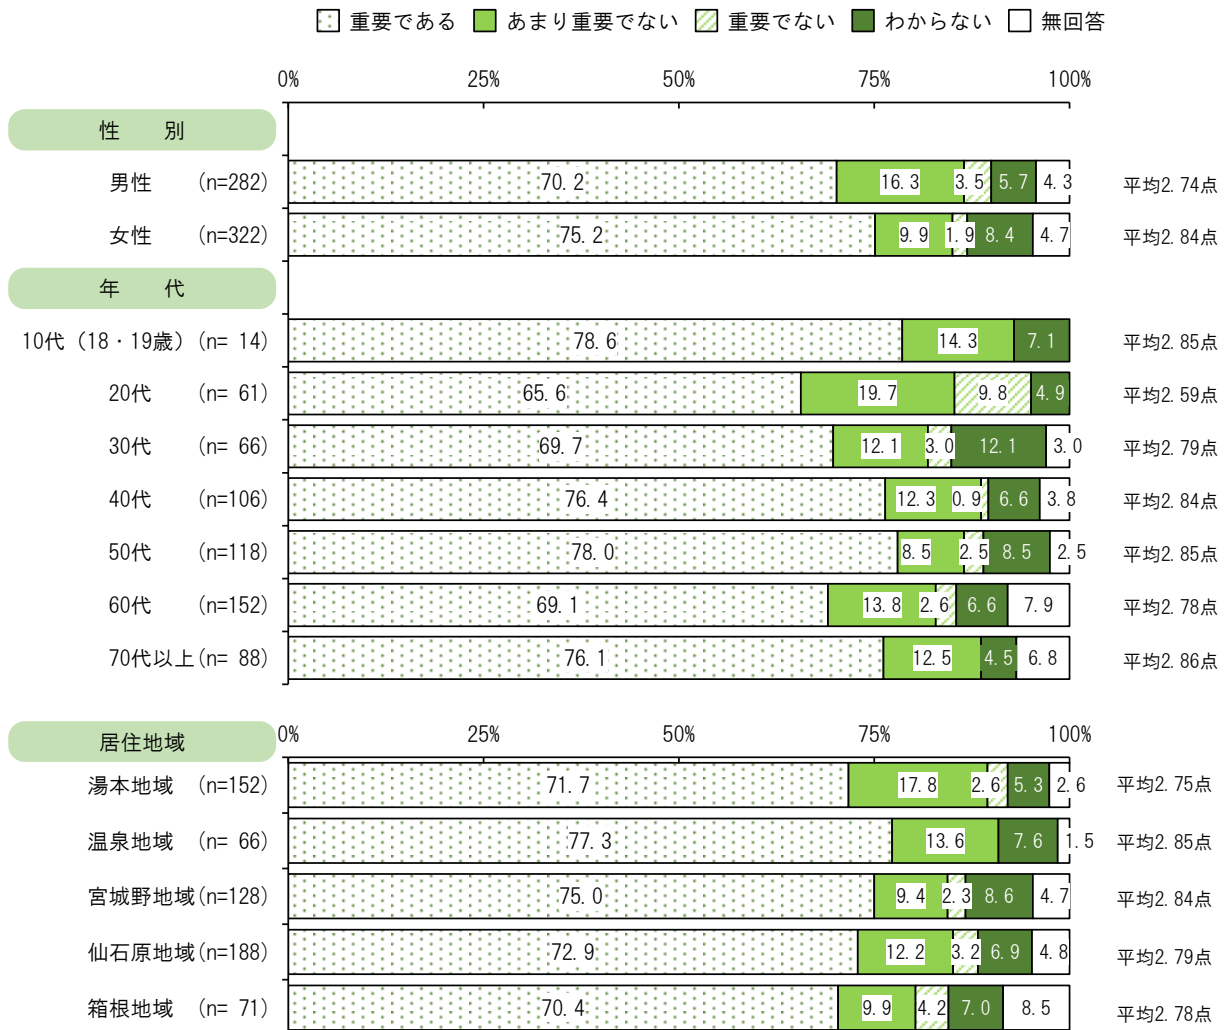 重要である あまり重要でない 重要でない わからない 無回答
0% 25% 50% 75% 100%
性　別
男性 (n=282) 70.2 16.3 3.5 5.7 4.3 平均2.74点
女性 (n=322) 75.2 9.9 1.9 8.4 4.7 平均2.84点
年　代
10代（18・19歳）(n= 14) 78.6 14.3 7.1 平均2.85点
20代 (n= 61) 65.6 19.7 9.8 4.9 平均2.59点
30代 (n= 66) 69.7 12.1 3.0 12.1 3.0 平均2.79点
40代 (n=106) 76.4 12.3 0.9 6.6 3.8 平均2.84点
50代 (n=118) 78.0 8.5 2.5 8.5 2.5 平均2.85点
60代 (n=152) 69.1 13.8 2.6 6.6 7.9 平均2.78点
70代以上(n= 88) 76.1 12.5 4.5 6.8 平均2.86点
居住地域 0% 25% 50% 75% 100%
湯本地域 (n=152) 71.7 17.8 2.6 5.3 2.6 平均2.75点
温泉地域 (n= 66) 77.3 13.6 7.6 1.5 平均2.85点
宮城野地域(n=128) 75.0 9.4 2.3 8.6 4.7 平均2.84点
仙石原地域(n=188) 72.9 12.2 3.2 6.9 4.8 平均2.79点
箱根地域 (n= 71) 70.4 9.9 4.2 7.0 8.5 平均2.78点